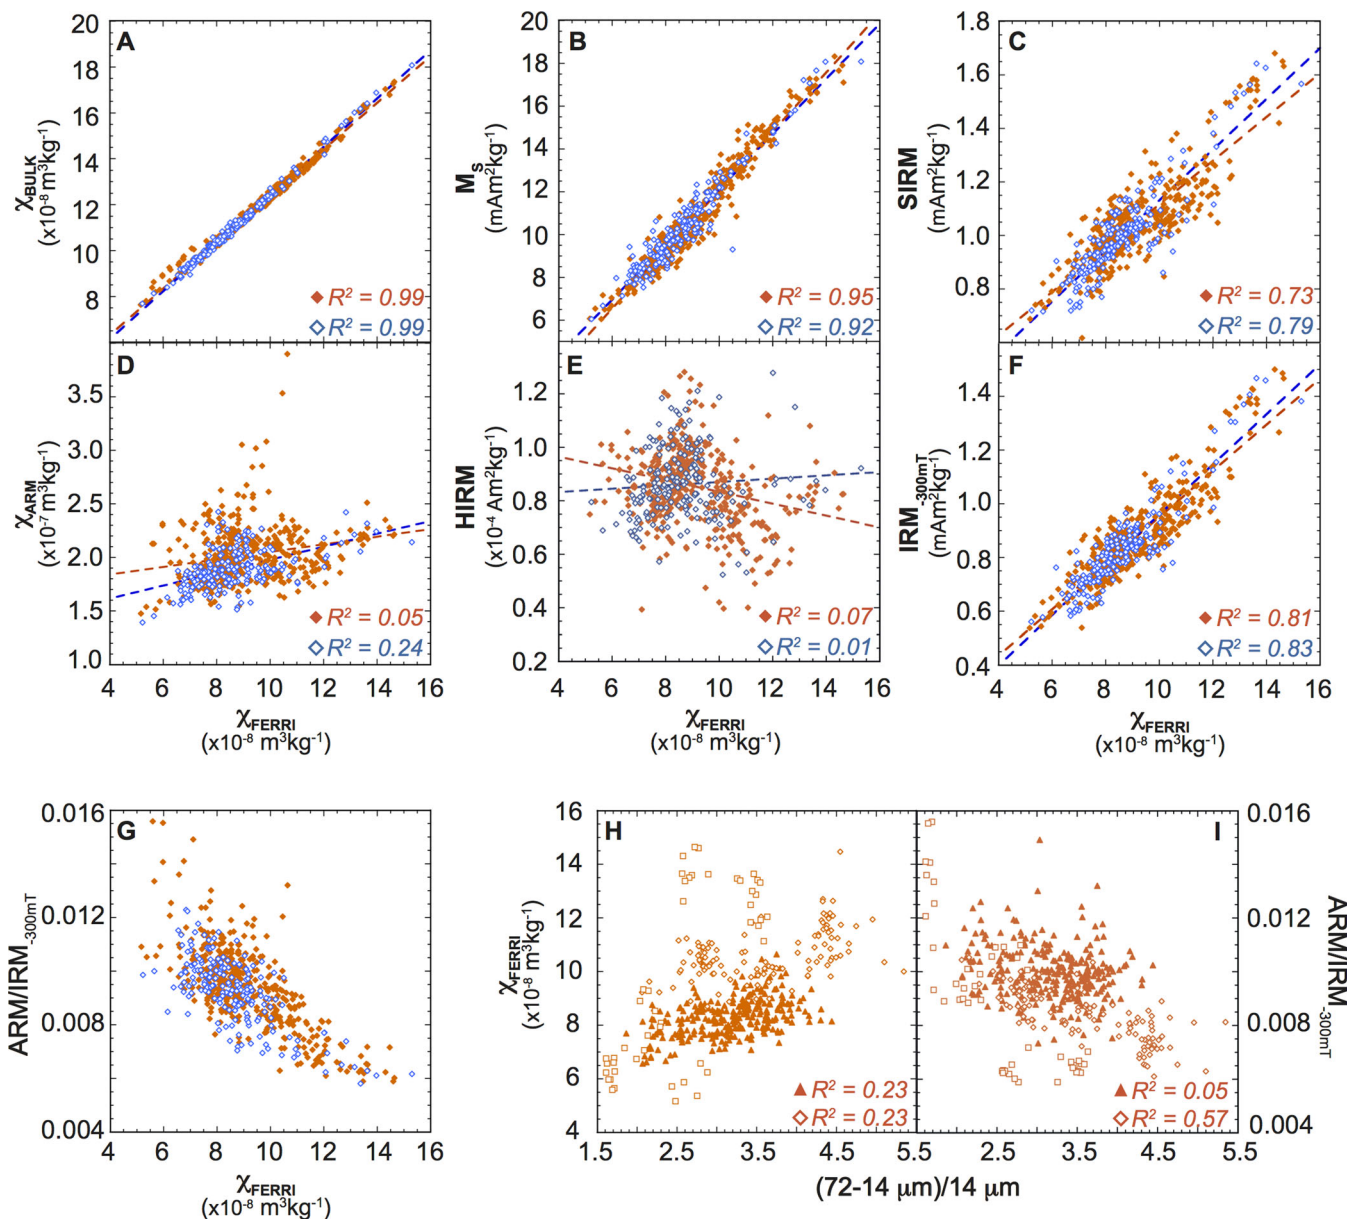 A
χBULK
(x10⁻⁸ m³kg⁻¹)
20
18
16
14
12
10
8
R² = 0.99
R² = 0.99
B
MS
(mAm²kg⁻¹)
20
18
16
14
12
10
8
6
R² = 0.95
R² = 0.92
C
SIRM
(mAm²kg⁻¹)
1.8
1.6
1.4
1.2
1.0
0.8
R² = 0.73
R² = 0.79
D
χARM
(x10⁻⁷ m³kg⁻¹)
3.5
3.0
2.5
2.0
1.5
1.0
R² = 0.05
R² = 0.24
4 6 8 10 12 14 16
χFERRI
(x10⁻⁸ m³kg⁻¹)
E
HIRM
(x10⁻⁴ Am²kg⁻¹)
1.2
1.0
0.8
0.6
0.4
0.2
R² = 0.07
R² = 0.01
4 6 8 10 12 14 16
χFERRI
(x10⁻⁸ m³kg⁻¹)
F
IRM-300mT
(mAm²kg⁻¹)
1.4
1.2
1.0
0.8
0.6
0.4
R² = 0.81
R² = 0.83
4 6 8 10 12 14 16
χFERRI
(x10⁻⁸ m³kg⁻¹)
G
ARM/IRM-300mT
0.016
0.012
0.008
0.004
4 6 8 10 12 14 16
χFERRI
(x10⁻⁸ m³kg⁻¹)
H
χFERRI
(x10⁻⁸ m³kg⁻¹)
16
14
12
10
8
6
4
R² = 0.23
R² = 0.23
1.5 2.5 3.5 4.5 5.5
I
ARM/IRM-300mT
0.016
0.012
0.008
0.004
R² = 0.05
R² = 0.57
2.5 3.5 4.5 5.5
(72-14 μm)/14 μm